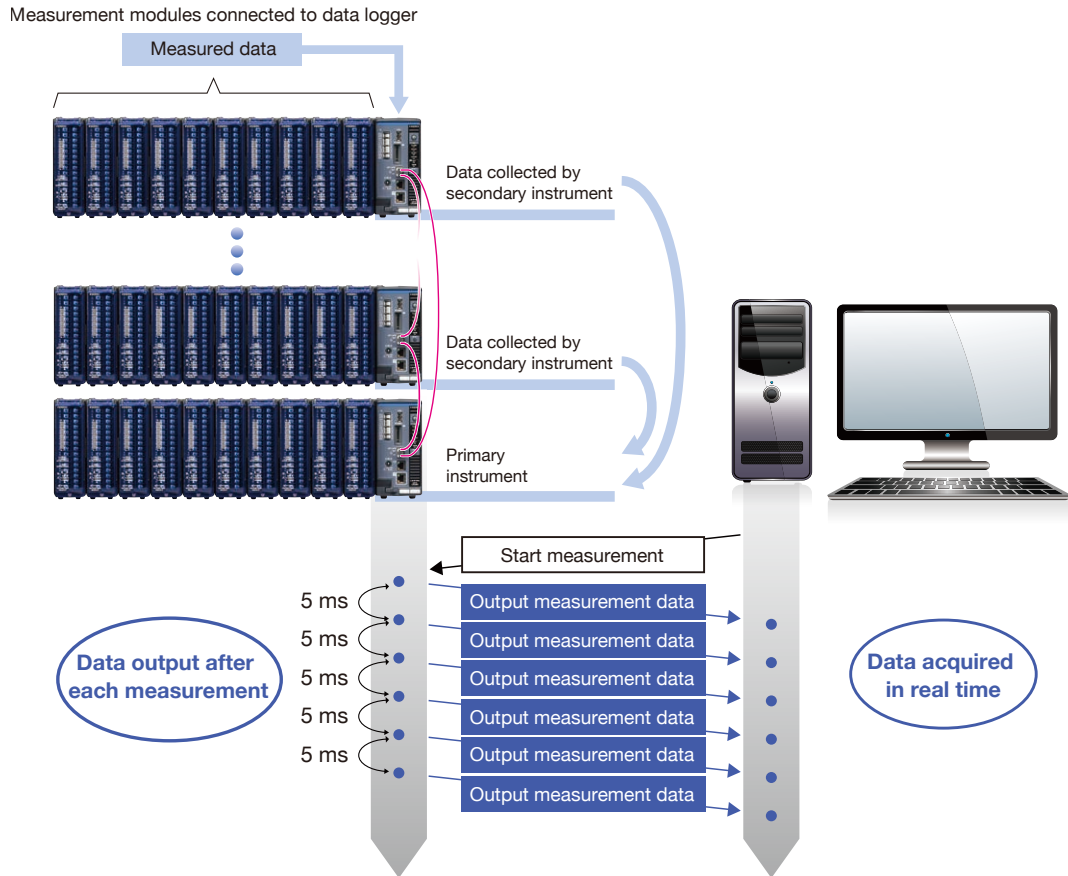 Measurement modules connected to data logger
Measured data
Data collected by
secondary instrument
Data collected by
secondary instrument
Primary
instrument
Start measurement
5 ms
5 ms
5 ms
5 ms
5 ms
Output measurement data
Output measurement data
Output measurement data
Output measurement data
Output measurement data
Output measurement data
Data output after
each measurement
Data acquired
in real time